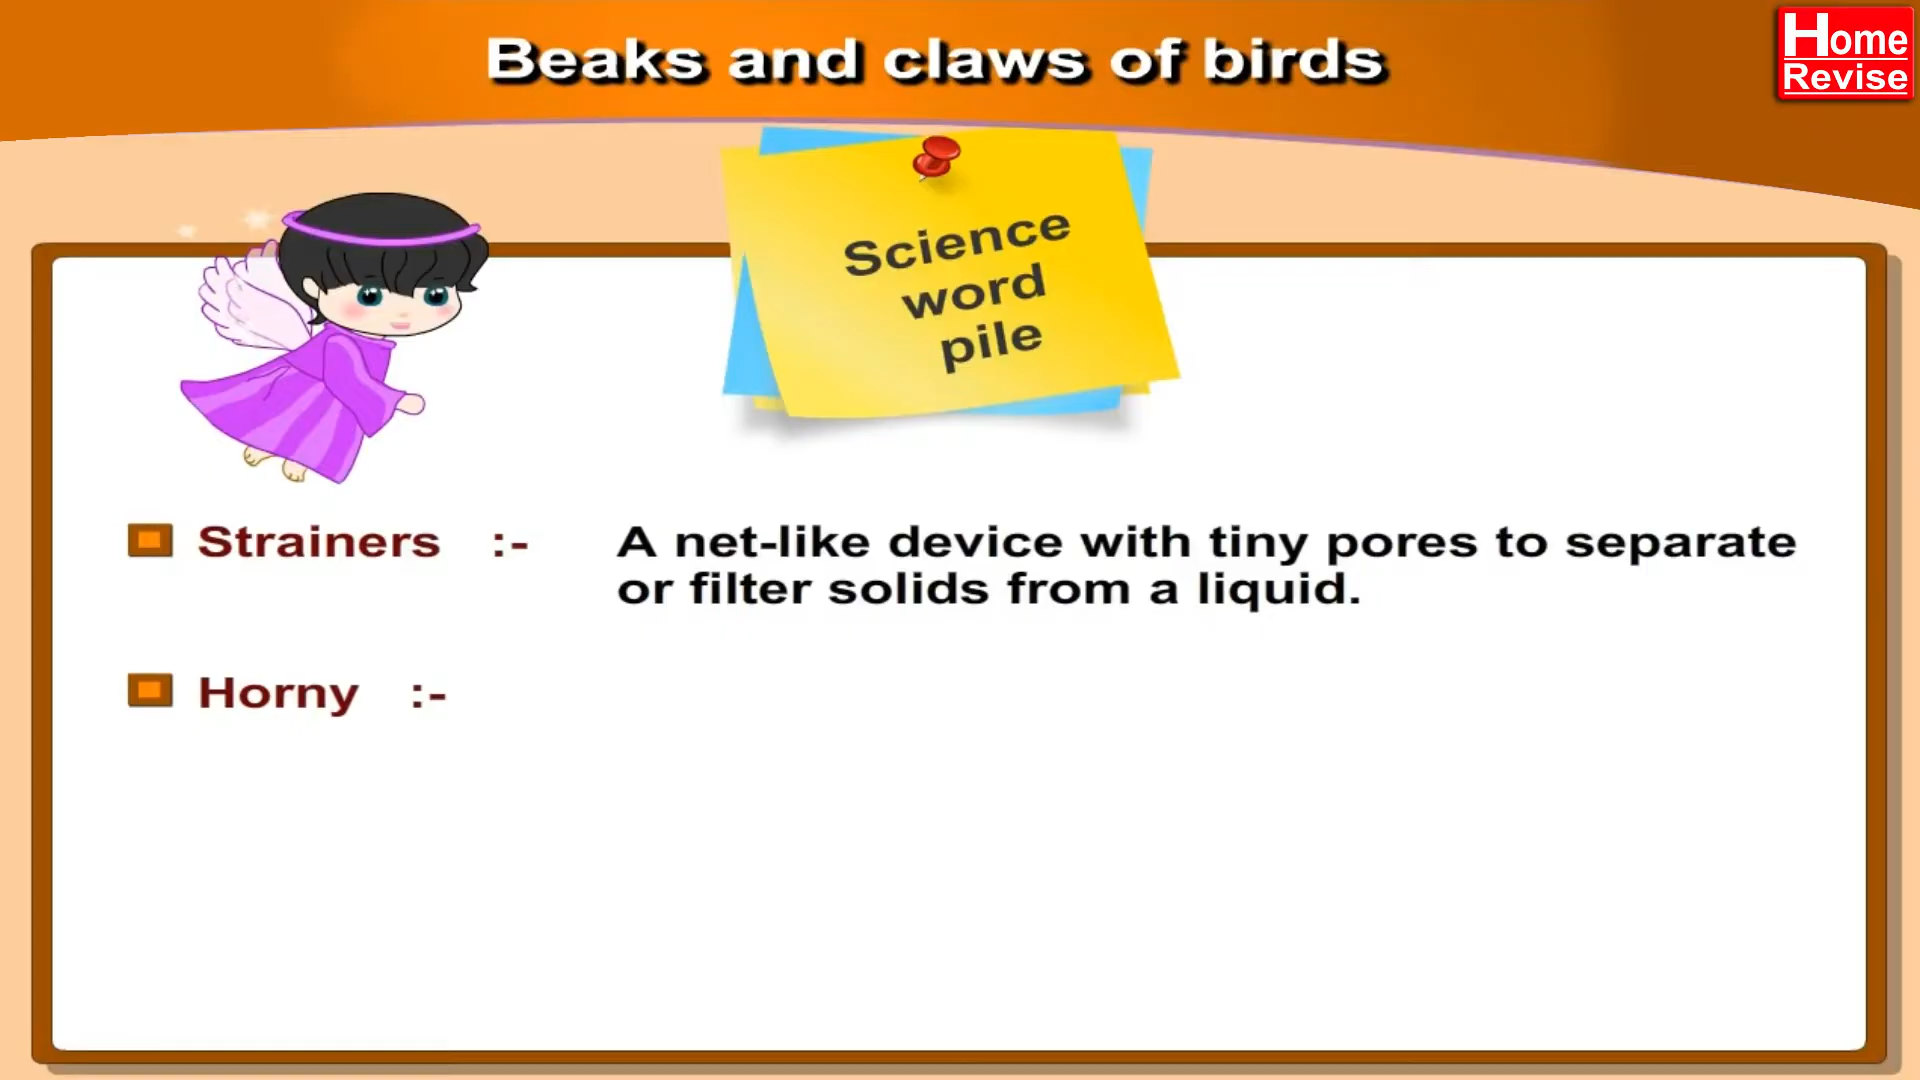 Beaks and claws of birds
Home
Revise
Science
word
pile
Strainers :- A net-like device with tiny pores to separate
or filter solids from a liquid.
Horny :-